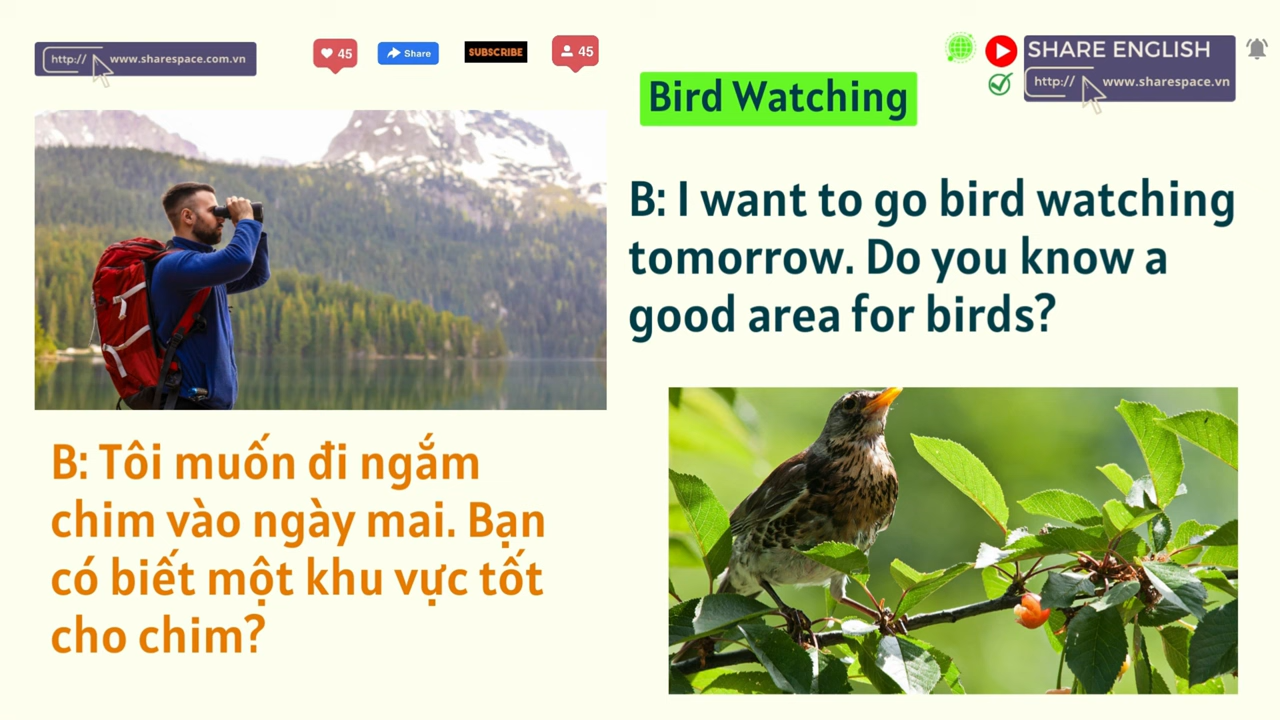 http:// www.sharespace.com.vn
45
Share
SUBSCRIBE
45
SHARE ENGLISH
http:// www.sharespace.vn
Bird Watching
B: I want to go bird watching
tomorrow. Do you know a
good area for birds?
B: Tôi muốn đi ngắm
chim vào ngày mai. Bạn
có biết một khu vực tốt
cho chim?